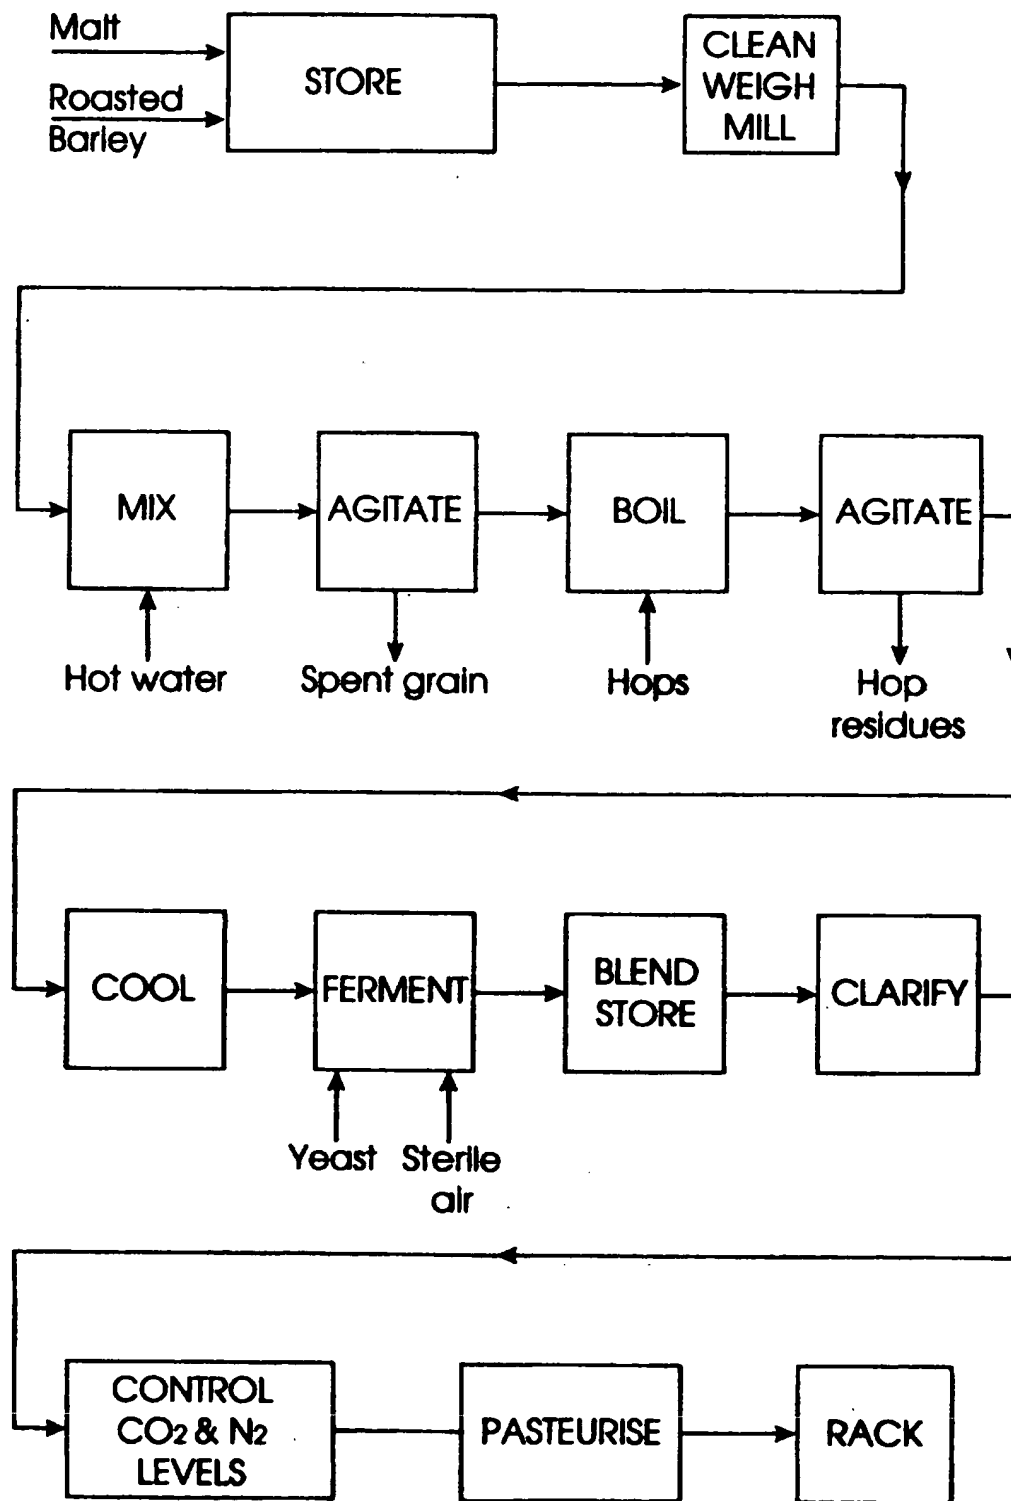 Malt
Roasted
Barley
STORE
CLEAN
WEIGH
MILL
MIX
AGITATE
BOIL
AGITATE
Hot water
Spent grain
Hops
Hop
residues
COOL
FERMENT
BLEND
STORE
CLARIFY
Yeast
Sterile
air
CONTROL
CO2 & N2
LEVELS
PASTEURISE
RACK